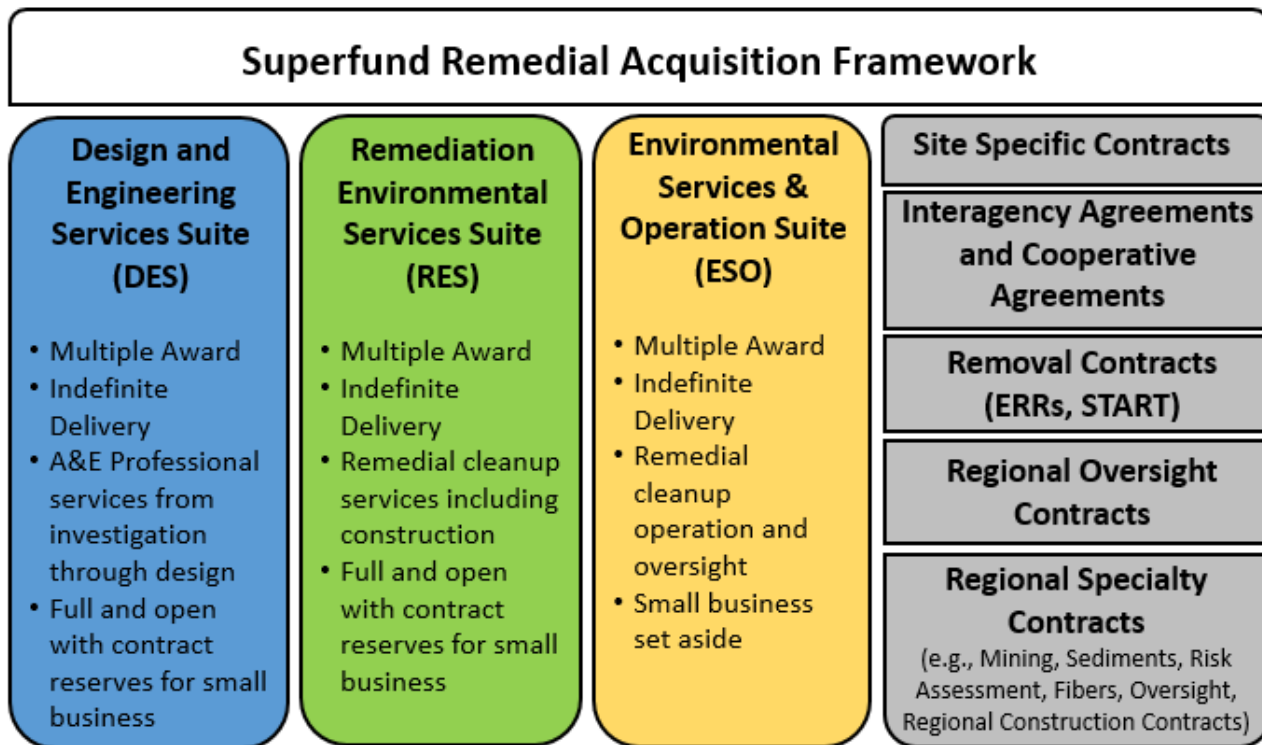 Superfund Remedial Acquisition Framework
Design and
Engineering
Services Suite
(DES)
• Multiple Award
• Indefinite
Delivery
• A&E Professional
services from
investigation
through design
• Full and open
with contract
reserves for small
business
Remediation
Environmental
Services Suite
(RES)
• Multiple Award
• Indefinite
Delivery
• Remedial cleanup
services including
construction
• Full and open
with contract
reserves for small
business
Environmental
Services &
Operation Suite
(ESO)
• Multiple Award
• Indefinite
Delivery
• Remedial
cleanup
operation and
oversight
• Small business
set aside
Site Specific Contracts
Interagency Agreements
and Cooperative
Agreements
Removal Contracts
(ERRs, START)
Regional Oversight
Contracts
Regional Specialty
Contracts
(e.g., Mining, Sediments, Risk
Assessment, Fibers, Oversight,
Regional Construction Contracts)